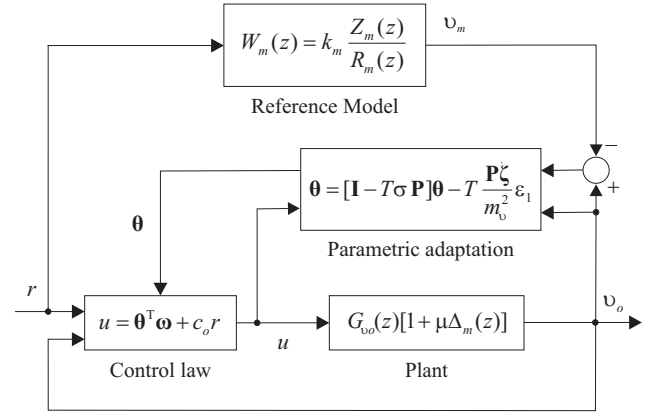 υ_m
W_m(z) = k_m Z_m(z) / R_m(z)
Reference Model
−
θ = [I − TσP]θ − T Pζ / m_υ^2 ε_1
+
θ
Parametric adaptation
r
υ_o
u = θ^T ω + c_o r
G_υo(z)[1 + μΔ_m(z)]
u
Control law
Plant